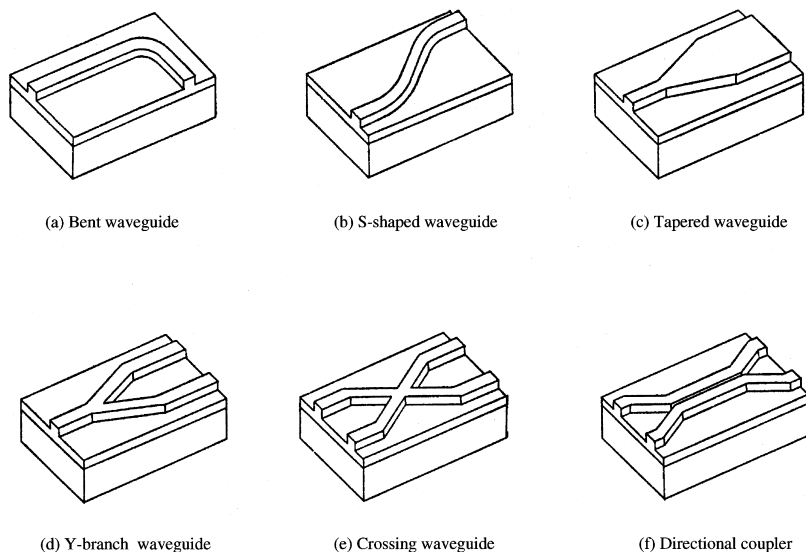 (a) Bent waveguide
(b) S-shaped waveguide
(c) Tapered waveguide
(d) Y-branch waveguide
(e) Crossing waveguide
(f) Directional coupler